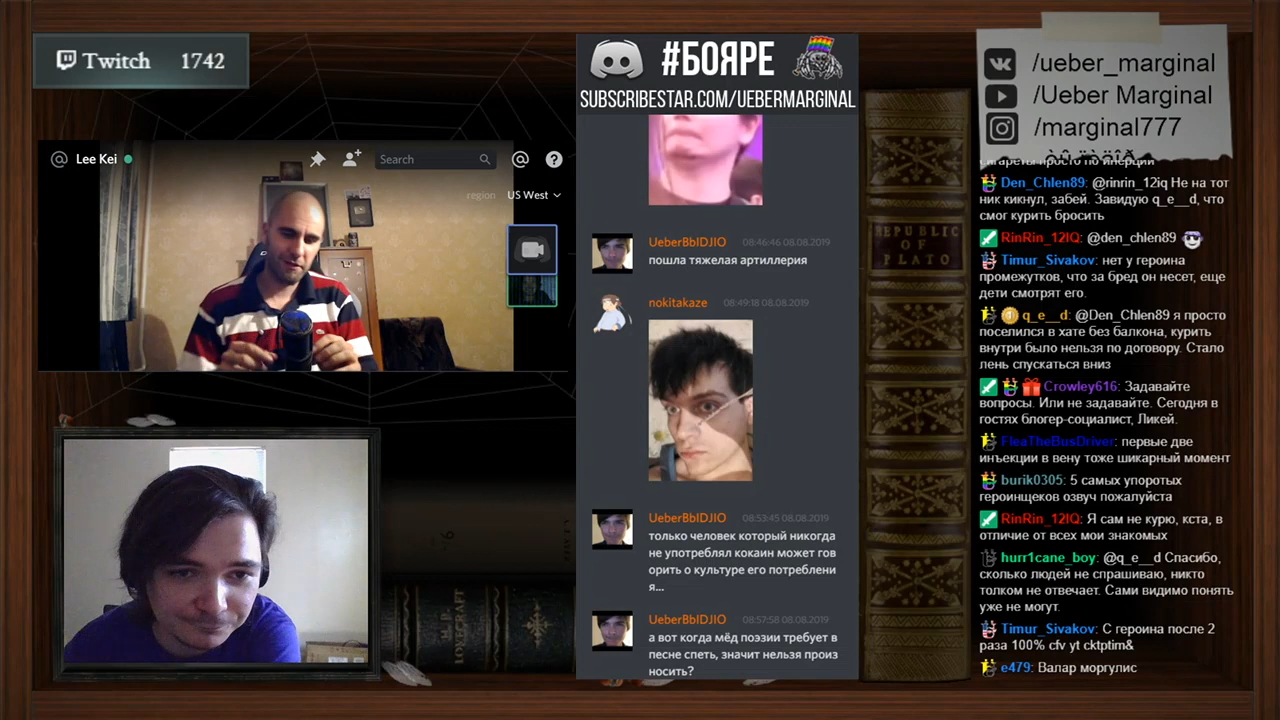 Twitch 1742
Lee Kei
Search
region US West
#БОЯРЕ
SUBSCRIBESTAR.COM/UEBERMARGINAL
UeberBblDJIO 08:46:46 08.08.2019
пошла тяжелая артиллерия
nokitakaze 08:49:18 08.08.2019
UeberBblDJIO 08:53:45 08.08.2019
только человек который никогда
не употреблял кокаин может гов
орить о культуре его потреблени
я...
UeberBblDJIO 08:57:58 08.08.2019
а вот когда мёд поэзии требует в
песне спеть, значит нельзя произ
носить?
REPUBLIC
OF
PLATO
LOVECRAFT
/ueber_marginal
/Ueber Marginal
/marginal777
сигареты просто по инерции
Den_Chlen89: @rinrin_12iq Не на тот
ник кикнул, забей. Завидую q_e__d, что
смог курить бросить
RinRin_12IQ: @den_chlen89
Timur_Sivakov: нет у героина
промежутков, что за бред он несет, еще
дети смотрят его.
q_e__d: @Den_Chlen89 я просто
поселился в хате без балкона, курить
внутри было нельзя по договору. Стало
лень спускаться вниз
Crowley616: Задавайте
вопросы. Или не задавайте. Сегодня в
гостях блогер-социалист, Ликей.
FleaTheBusDriver: первые две
инъекции в вену тоже шикарный момент
burik0305: 5 самых упоротых
героинщеков озвуч пожалуйста
RinRin_12IQ: Я сам не курю, кста, в
отличие от всех мои знакомых
hurr1cane_boy: @q_e__d Спасибо,
сколько людей не спрашиваю, никто
толком не отвечает. Сами видимо понять
уже не могут.
Timur_Sivakov: С героина после 2
раза 100% cfv yt cktptim&
e479: Валар моргулис